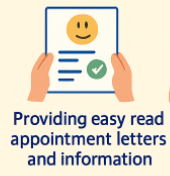 Providing easy read
appointment letters
and information